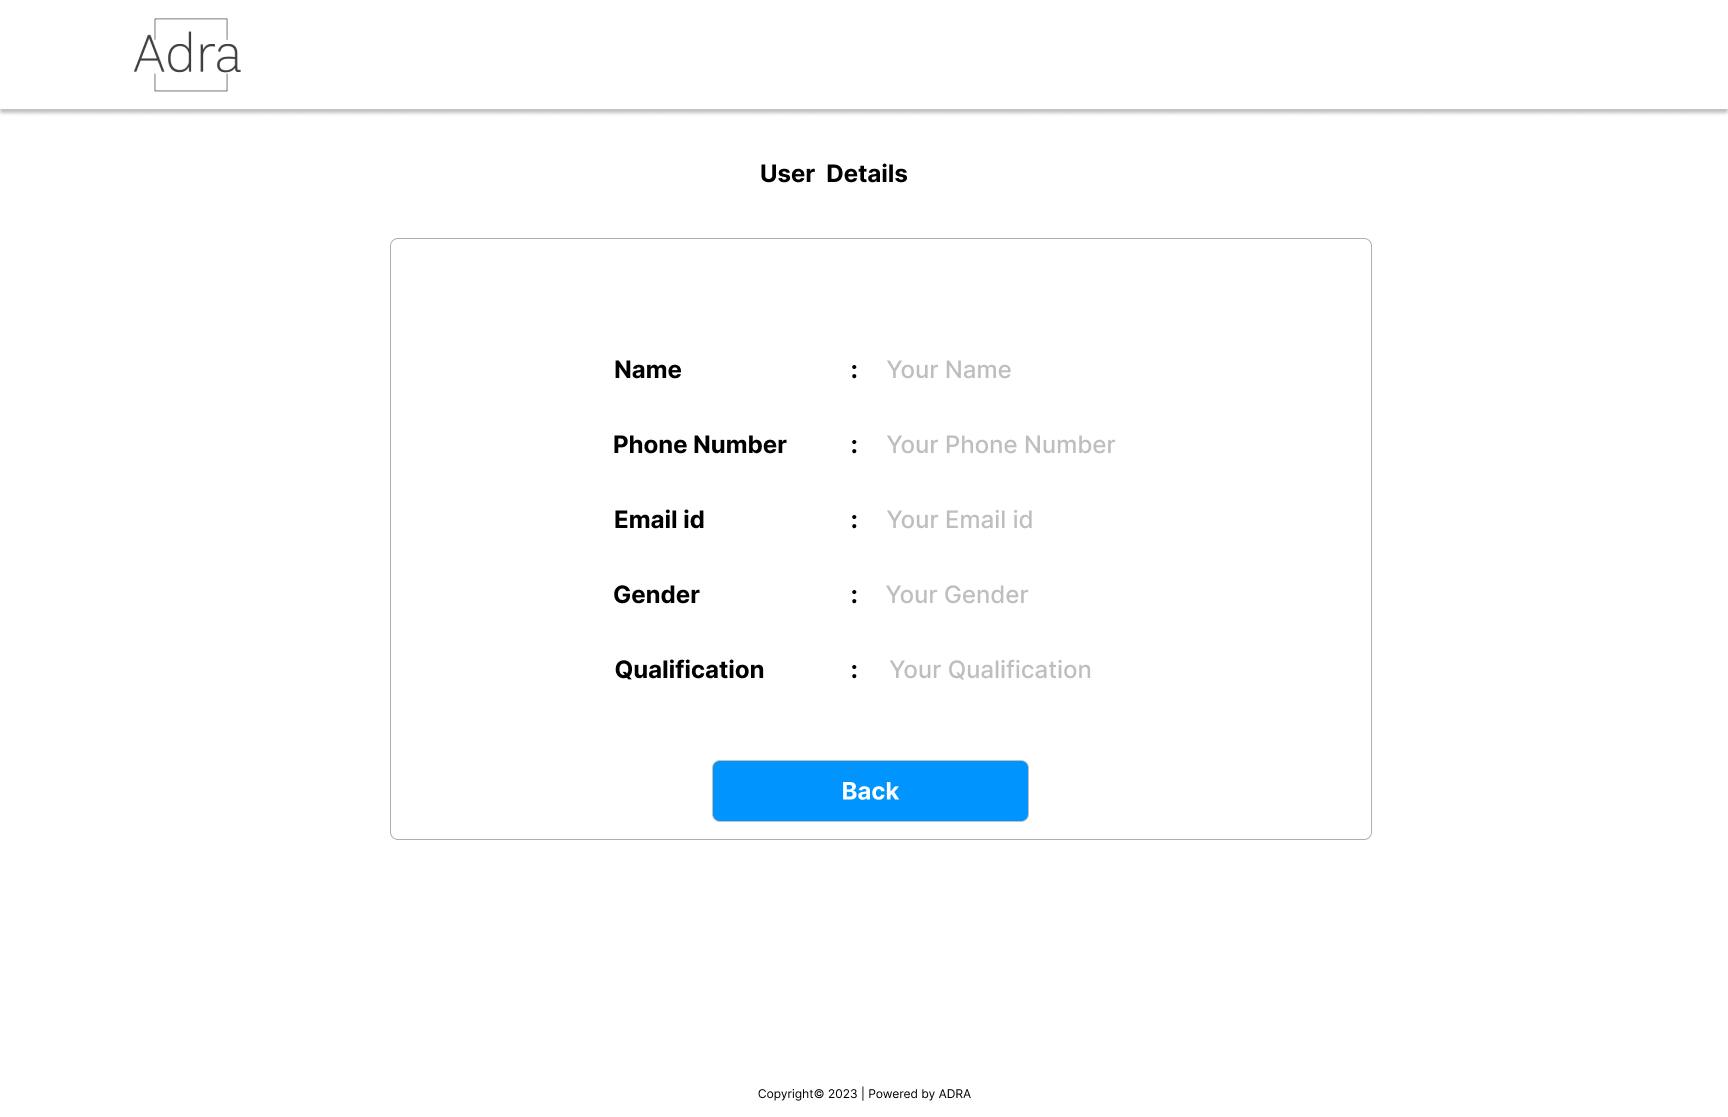 Adra
User Details
Name : Your Name
Phone Number : Your Phone Number
Email id : Your Email id
Gender : Your Gender
Qualification : Your Qualification
Back
Copyright© 2023 | Powered by ADRA